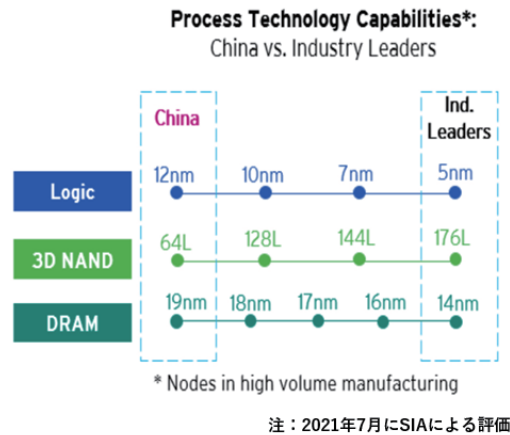 Process Technology Capabilities*:
China vs. Industry Leaders
China
Ind.
Leaders
Logic
12nm 10nm 7nm 5nm
3D NAND
64L 128L 144L 176L
DRAM
19nm 18nm 17nm 16nm 14nm
* Nodes in high volume manufacturing
注：2021年7月にSIAによる評価